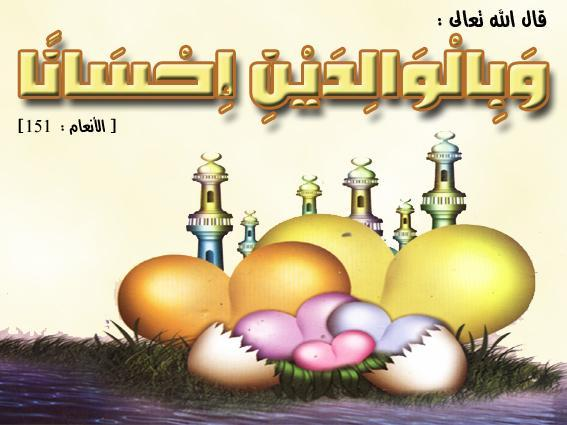 قال الله تعالى :
وَبِالْوَالِدَيْنِ إِحْسَانًا
[ الأنعام : 151]